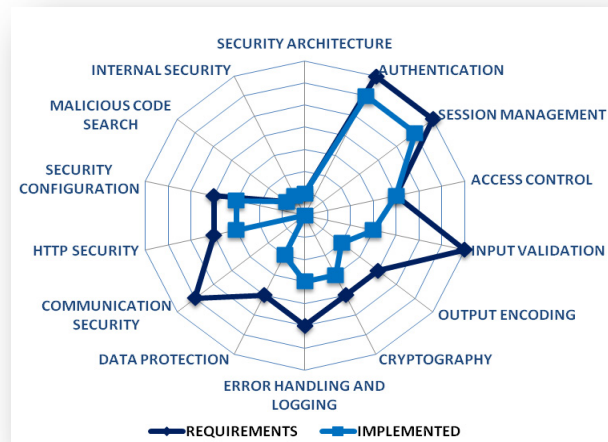 SECURITY ARCHITECTURE
INTERNAL SECURITY
AUTHENTICATION
MALICIOUS CODE
SEARCH
SESSION MANAGEMENT
SECURITY
CONFIGURATION
ACCESS CONTROL
HTTP SECURITY
INPUT VALIDATION
COMMUNICATION
SECURITY
OUTPUT ENCODING
DATA PROTECTION
CRYPTOGRAPHY
ERROR HANDLING AND
LOGGING
REQUIREMENTS
IMPLEMENTED